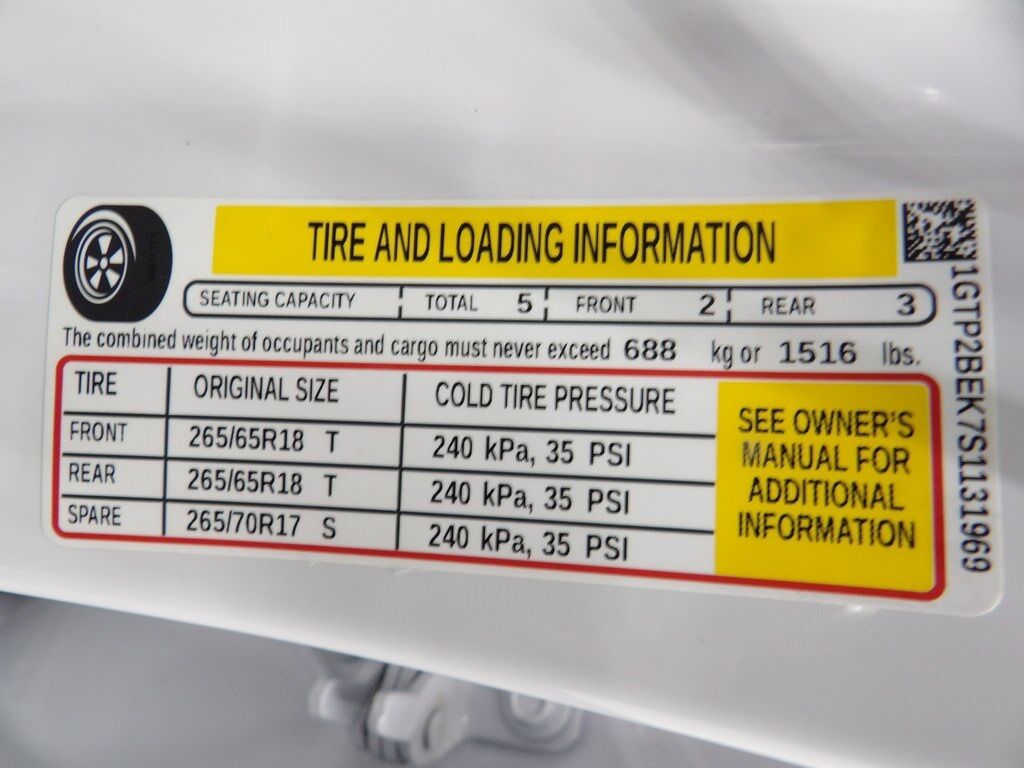 TIRE AND LOADING INFORMATION
SEATING CAPACITY TOTAL 5 FRONT 2 REAR 3
The combined weight of occupants and cargo must never exceed 688 kg or 1516 lbs.
TIRE ORIGINAL SIZE COLD TIRE PRESSURE
FRONT 265/65R18 T 240 kPa, 35 PSI
REAR 265/65R18 T 240 kPa, 35 PSI
SPARE 265/70R17 S 240 kPa, 35 PSI
SEE OWNER'S
MANUAL FOR
ADDITIONAL
INFORMATION
1GTP2BEK7S1131969